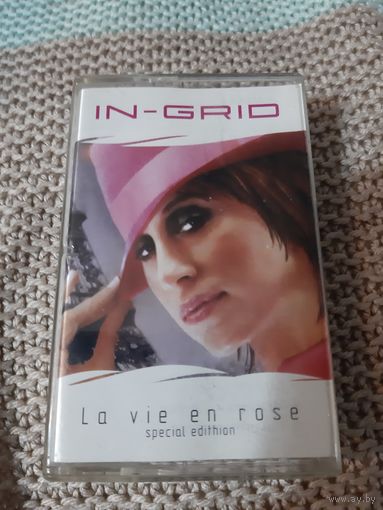 IN-GRID
La vie en rose
special edithion
www.ay.by